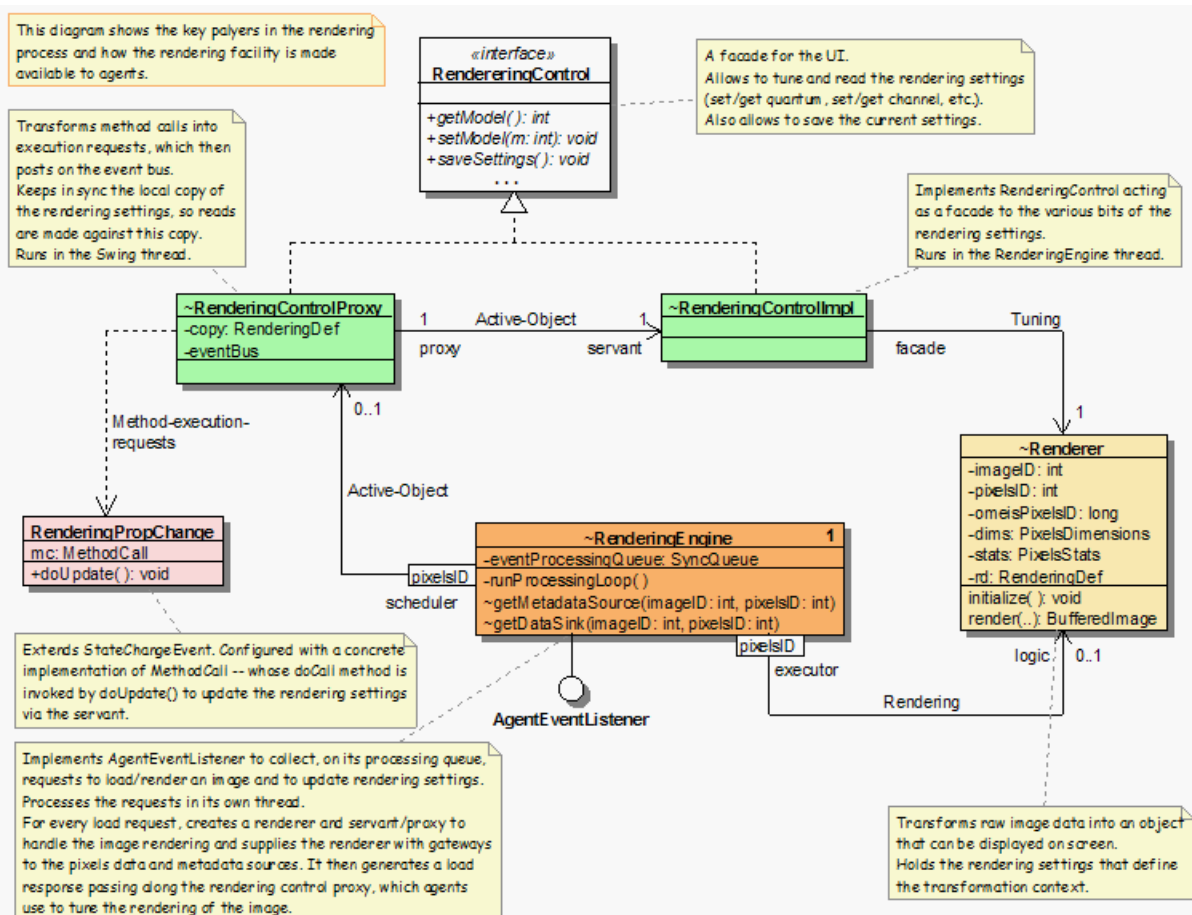 This diagram shows the key palyers in the rendering
process and how the rendering facility is made
available to agents.
«interface»
RendereringControl
+getModel( ): int
+setModel(m: int): void
+saveSettings( ): void
...
A facade for the UI.
Allows to tune and read the rendering settings
(set/get quantum, set/get channel, etc.).
Also allows to save the current settings.
Transforms method calls into
execution requests, which then
posts on the event bus.
Keeps in sync the local copy of
the rendering settings, so reads
are made against this copy.
Runs in the Swing thread.
Implements RenderingControl acting
as a facade to the various bits of the
rendering settings.
Runs in the RenderingEngine thread.
~RenderingControlProxy
-copy: RenderingDef
-eventBus
1
Active-Object
1
proxy
servant
~RenderingControlImpl
Tuning
facade
1
0..1
Method-execution-
requests
Active-Object
~Renderer
-imageID: int
-pixelsID: int
-omeisPixelsID: long
-dims: PixelsDimensions
-stats: PixelsStats
-rd: RenderingDef
initialize( ): void
render(..): BufferedImage
RenderingPropChange
mc: MethodCall
+doUpdate( ): void
pixelsID
scheduler
~RenderingEngine
1
-eventProcessingQueue: SyncQueue
-runProcessingLoop( )
~getMetadataSource(imageID: int, pixelsID: int)
~getDataSink(imageID: int, pixelsID: int)
pixelsID
executor
logic
0..1
Rendering
AgentEventListener
Extends StateChangeEvent. Configured with a concrete
implementation of MethodCall -- whose doCall method is
invoked by doUpdate() to update the rendering settings
via the servant.
Implements AgentEventListener to collect, on its processing queue,
requests to load/render an image and to update rendering settings.
Processes the requests in its own thread.
For every load request, creates a renderer and servant/proxy to
handle the image rendering and supplies the renderer with gateways
to the pixels data and metadata sources. It then generates a load
response passing along the rendering control proxy, which agents
use to tune the rendering of the image.
Transforms raw image data into an object
that can be displayed on screen.
Holds the rendering settings that define
the transformation context.